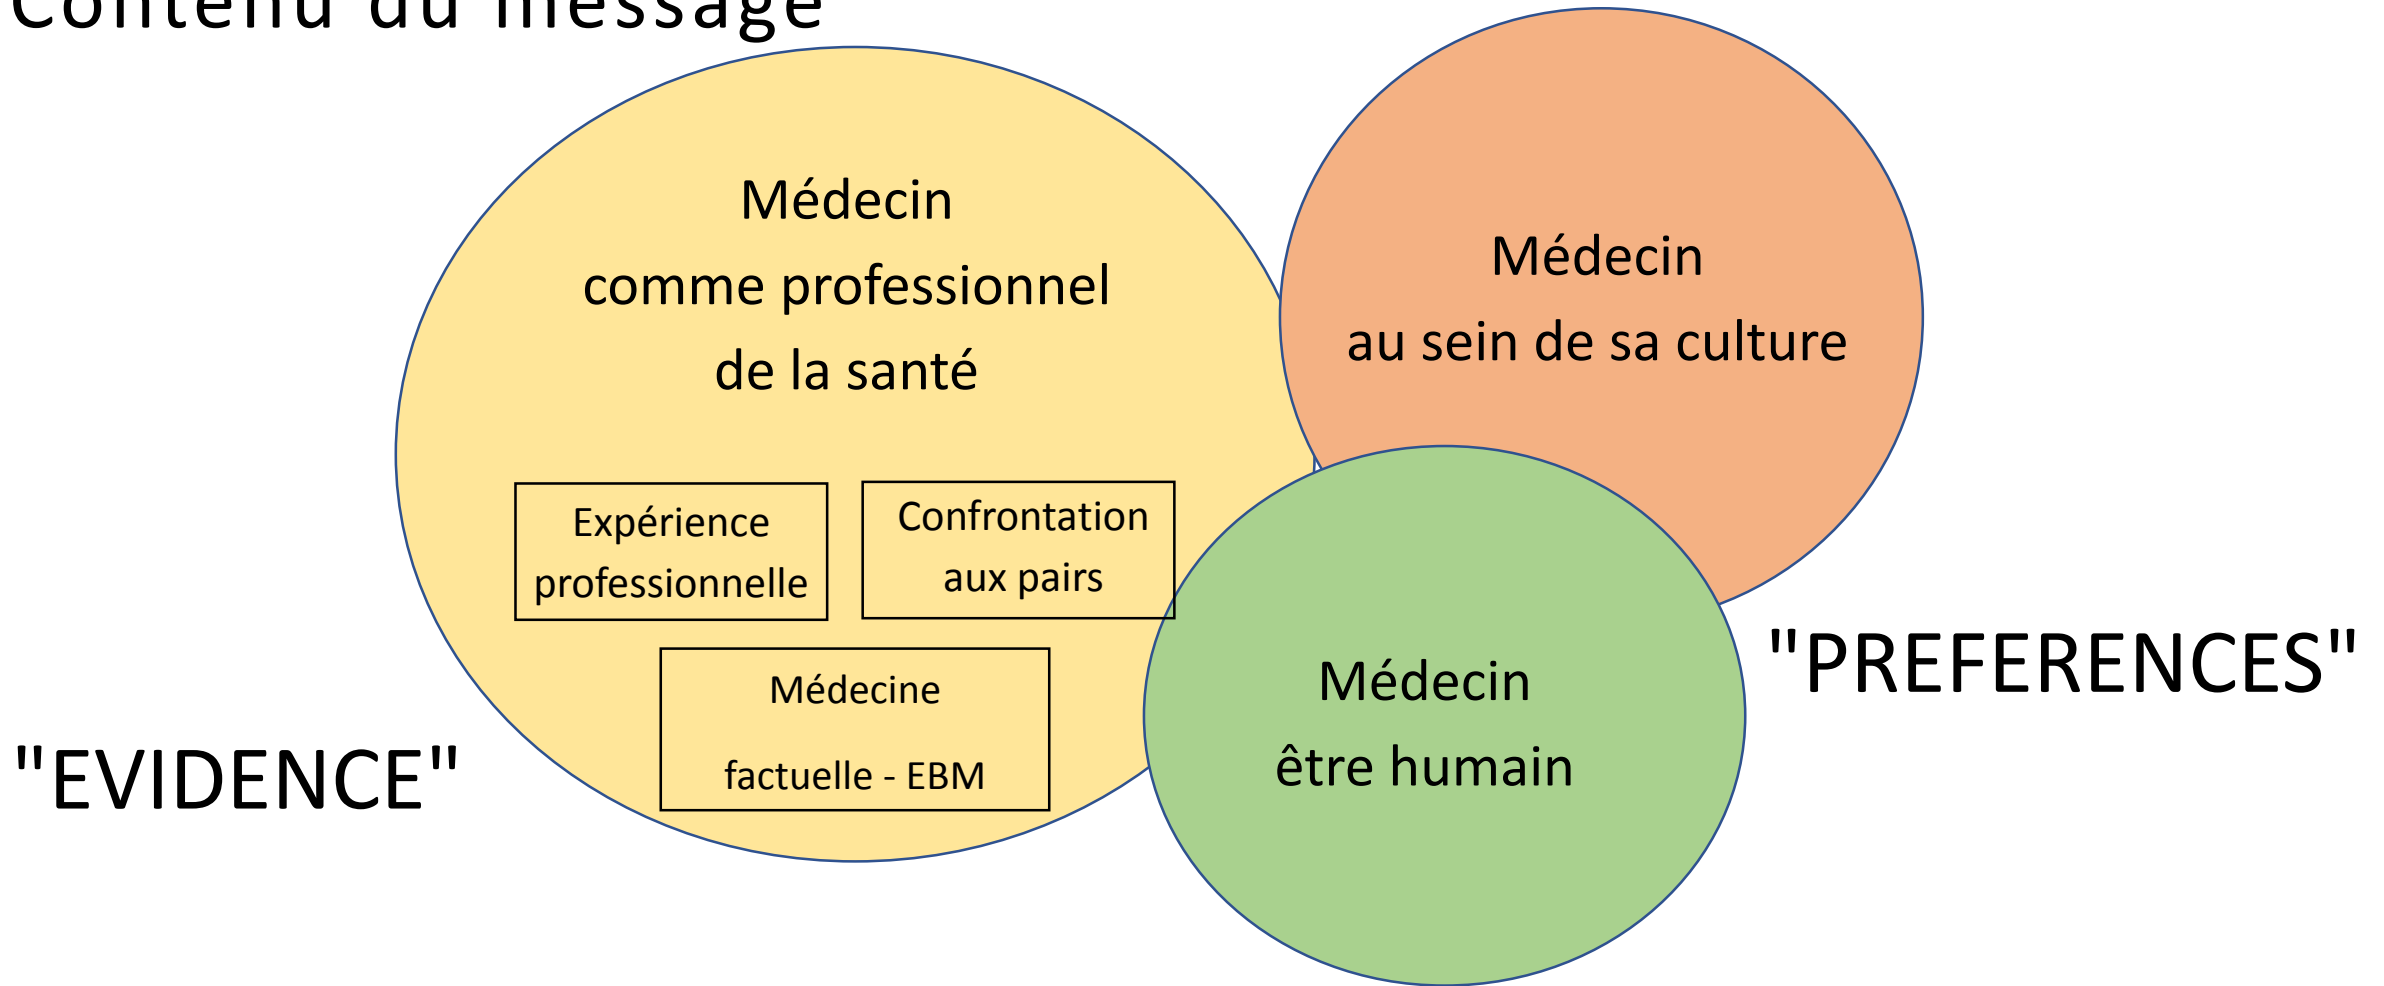 Contenu du message
Médecin
comme professionnel
de la santé
Médecin
au sein de sa culture
Expérience
professionnelle
Confrontation
aux pairs
Médecine
factuelle - EBM
Médecin
être humain
"PREFERENCES"
"EVIDENCE"